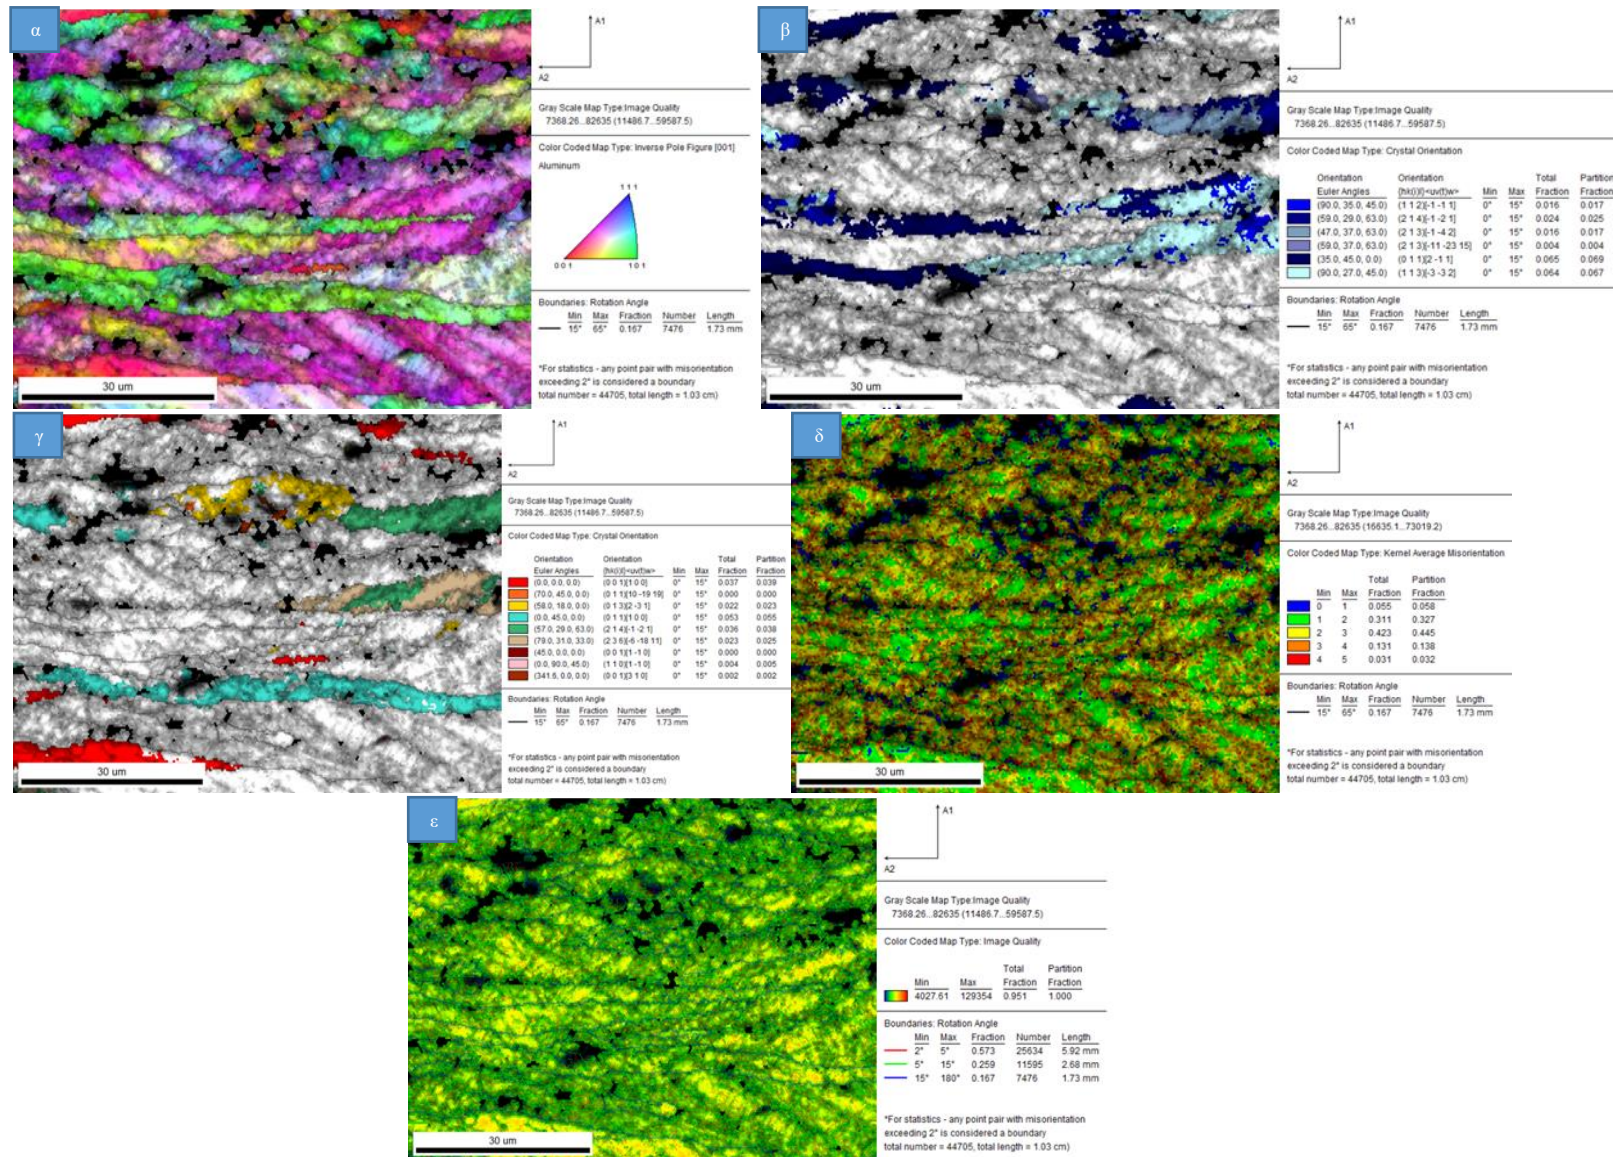 α
A1
A2
Gray Scale Map Type:Image Quality
7368.26...82635 (11486.7...59587.5)
Color Coded Map Type: Inverse Pole Figure [001]
Aluminum
1 1 1
0 0 1
1 0 1
Boundaries: Rotation Angle
Min Max Fraction Number Length
15° 65° 0.167 7476 1.73 mm
*For statistics - any point pair with misorientation
exceeding 2° is considered a boundary
total number = 44705, total length = 1.03 cm)
30 um
β
A1
A2
Gray Scale Map Type:Image Quality
7368.26...82635 (11486.7...59587.5)
Color Coded Map Type: Crystal Orientation
Orientation Orientation Total Partition
Euler Angles {hk(i)l}<uv(t)w> Min Max Fraction Fraction
(90.0, 35.0, 45.0) (1 1 2)[-1 -1 1] 0° 15° 0.016 0.017
(59.0, 29.0, 63.0) (2 1 4)[-1 -2 1] 0° 15° 0.024 0.025
(47.0, 37.0, 63.0) (2 1 3)[-1 -4 2] 0° 15° 0.016 0.017
(59.0, 37.0, 63.0) (2 1 3)[-11 -23 15] 0° 15° 0.004 0.004
(35.0, 45.0, 0.0) (0 1 1)[2 -1 1] 0° 15° 0.065 0.069
(90.0, 27.0, 45.0) (1 1 3)[-3 -3 2] 0° 15° 0.064 0.067
Boundaries: Rotation Angle
Min Max Fraction Number Length
15° 65° 0.167 7476 1.73 mm
*For statistics - any point pair with misorientation
exceeding 2° is considered a boundary
total number = 44705, total length = 1.03 cm)
30 um
γ
A1
A2
Gray Scale Map Type:Image Quality
7368.26...82635 (11486.7...59587.5)
Color Coded Map Type: Crystal Orientation
Orientation Orientation Total Partition
Euler Angles {hk(i)l}<uv(t)w> Min Max Fraction Fraction
(0.0, 0.0, 0.0) (0 0 1)[1 0 0] 0° 15° 0.037 0.039
(70.0, 45.0, 0.0) (0 1 1)[10 -19 19] 0° 15° 0.000 0.000
(58.0, 18.0, 0.0) (0 1 3)[2 -3 1] 0° 15° 0.022 0.023
(0.0, 45.0, 0.0) (0 1 1)[1 0 0] 0° 15° 0.053 0.055
(57.0, 29.0, 63.0) (2 1 4)[-1 -2 1] 0° 15° 0.036 0.038
(79.0, 31.0, 33.0) (2 3 6)[-6 -18 11] 0° 15° 0.023 0.025
(45.0, 0.0, 0.0) (0 0 1)[1 -1 0] 0° 15° 0.000 0.000
(0.0, 90.0, 45.0) (1 1 0)[1 -1 0] 0° 15° 0.004 0.005
(341.6, 0.0, 0.0) (0 0 1)[3 1 0] 0° 15° 0.002 0.002
Boundaries: Rotation Angle
Min Max Fraction Number Length
15° 65° 0.167 7476 1.73 mm
*For statistics - any point pair with misorientation
exceeding 2° is considered a boundary
total number = 44705, total length = 1.03 cm)
30 um
δ
A1
A2
Gray Scale Map Type:Image Quality
7368.26...82635 (16635.1...73019.2)
Color Coded Map Type: Kernel Average Misorientation
Total Partition
Min Max Fraction Fraction
0 1 0.055 0.058
1 2 0.311 0.327
2 3 0.423 0.445
3 4 0.131 0.138
4 5 0.031 0.032
Boundaries: Rotation Angle
Min Max Fraction Number Length
15° 65° 0.167 7476 1.73 mm
*For statistics - any point pair with misorientation
exceeding 2° is considered a boundary
total number = 44705, total length = 1.03 cm)
30 um
ε
A1
A2
Gray Scale Map Type:Image Quality
7368.26...82635 (11486.7...59587.5)
Color Coded Map Type: Image Quality
Total Partition
Min Max Fraction Fraction
4027.61 129354 0.951 1.000
Boundaries: Rotation Angle
Min Max Fraction Number Length
2° 5° 0.573 25634 5.92 mm
5° 15° 0.259 11595 2.68 mm
15° 180° 0.167 7476 1.73 mm
*For statistics - any point pair with misorientation
exceeding 2° is considered a boundary
total number = 44705, total length = 1.03 cm)
30 um